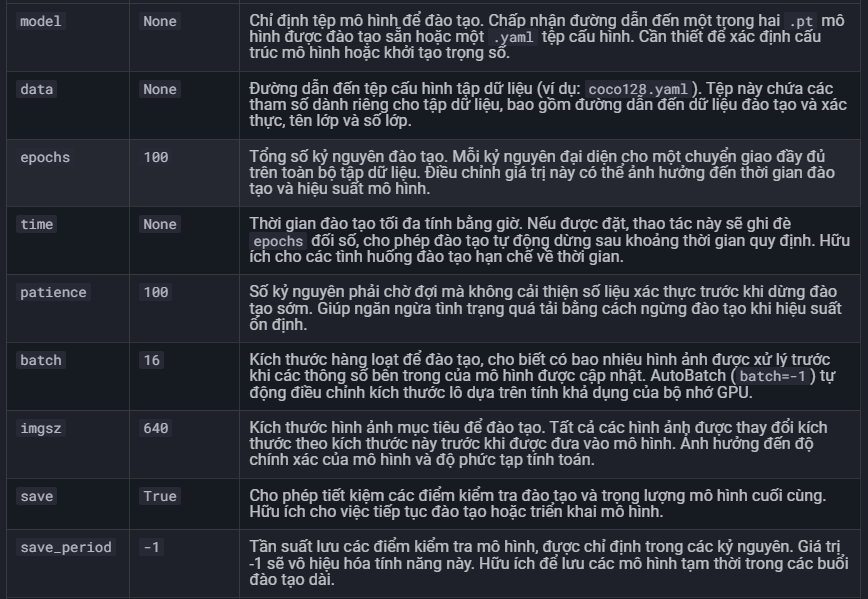 model None Chỉ định tệp mô hình để đào tạo. Chấp nhận đường dẫn đến một trong hai .pt mô
hình được đào tạo sẵn hoặc một .yaml tệp cấu hình. Cần thiết để xác định cấu
trúc mô hình hoặc khởi tạo trọng số.
data None Đường dẫn đến tệp cấu hình tập dữ liệu (ví dụ: coco128.yaml ). Tệp này chứa các
tham số dành riêng cho tập dữ liệu, bao gồm đường dẫn đến dữ liệu đào tạo và xác
thực, tên lớp và số lớp.
epochs 100 Tổng số kỷ nguyên đào tạo. Mỗi kỷ nguyên đại diện cho một chuyển giao đầy đủ
trên toàn bộ tập dữ liệu. Điều chỉnh giá trị này có thể ảnh hưởng đến thời gian đào
tạo và hiệu suất mô hình.
time None Thời gian đào tạo tối đa tính bằng giờ. Nếu được đặt, thao tác này sẽ ghi đè
epochs đối số, cho phép đào tạo tự động dừng sau khoảng thời gian quy định. Hữu
ích cho các tình huống đào tạo hạn chế về thời gian.
patience 100 Số kỷ nguyên phải chờ đợi mà không cải thiện số liệu xác thực trước khi dừng đào
tạo sớm. Giúp ngăn ngừa tình trạng quá tải bằng cách ngừng đào tạo khi hiệu suất
ổn định.
batch 16 Kích thước hàng loạt để đào tạo, cho biết có bao nhiêu hình ảnh được xử lý trước
khi các thông số bên trong của mô hình được cập nhật. AutoBatch ( batch=-1 ) tự
động điều chỉnh kích thước lô dựa trên tính khả dụng của bộ nhớ GPU.
imgsz 640 Kích thước hình ảnh mục tiêu để đào tạo. Tất cả các hình ảnh được thay đổi kích
thước theo kích thước này trước khi được đưa vào mô hình. Ảnh hưởng đến độ
chính xác của mô hình và độ phức tạp tính toán.
save True Cho phép tiết kiệm các điểm kiểm tra đào tạo và trọng lượng mô hình cuối cùng.
Hữu ích cho việc tiếp tục đào tạo hoặc triển khai mô hình.
save_period -1 Tần suất lưu các điểm kiểm tra mô hình, được chỉ định trong các kỷ nguyên. Giá trị
-1 sẽ vô hiệu hóa tính năng này. Hữu ích để lưu các mô hình tạm thời trong các buổi
đào tạo dài.